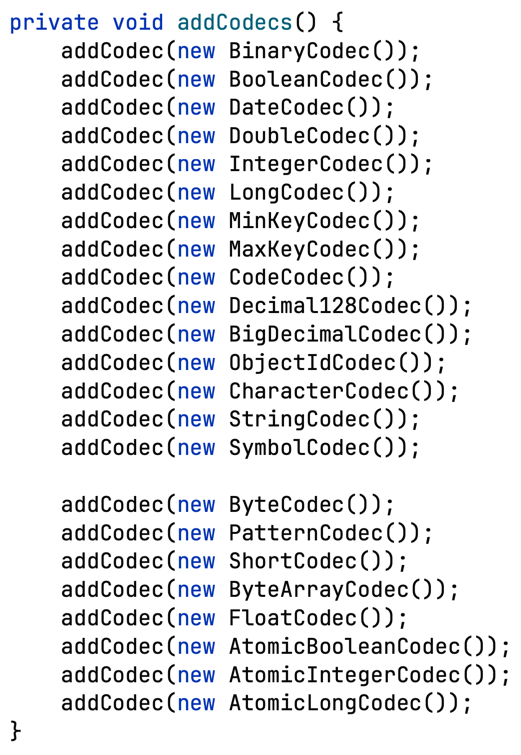 private void addCodecs() {
    addCodec(new BinaryCodec());
    addCodec(new BooleanCodec());
    addCodec(new DateCodec());
    addCodec(new DoubleCodec());
    addCodec(new IntegerCodec());
    addCodec(new LongCodec());
    addCodec(new MinKeyCodec());
    addCodec(new MaxKeyCodec());
    addCodec(new CodeCodec());
    addCodec(new Decimal128Codec());
    addCodec(new BigDecimalCodec());
    addCodec(new ObjectIdCodec());
    addCodec(new CharacterCodec());
    addCodec(new StringCodec());
    addCodec(new SymbolCodec());

    addCodec(new ByteCodec());
    addCodec(new PatternCodec());
    addCodec(new ShortCodec());
    addCodec(new ByteArrayCodec());
    addCodec(new FloatCodec());
    addCodec(new AtomicBooleanCodec());
    addCodec(new AtomicIntegerCodec());
    addCodec(new AtomicLongCodec());
}